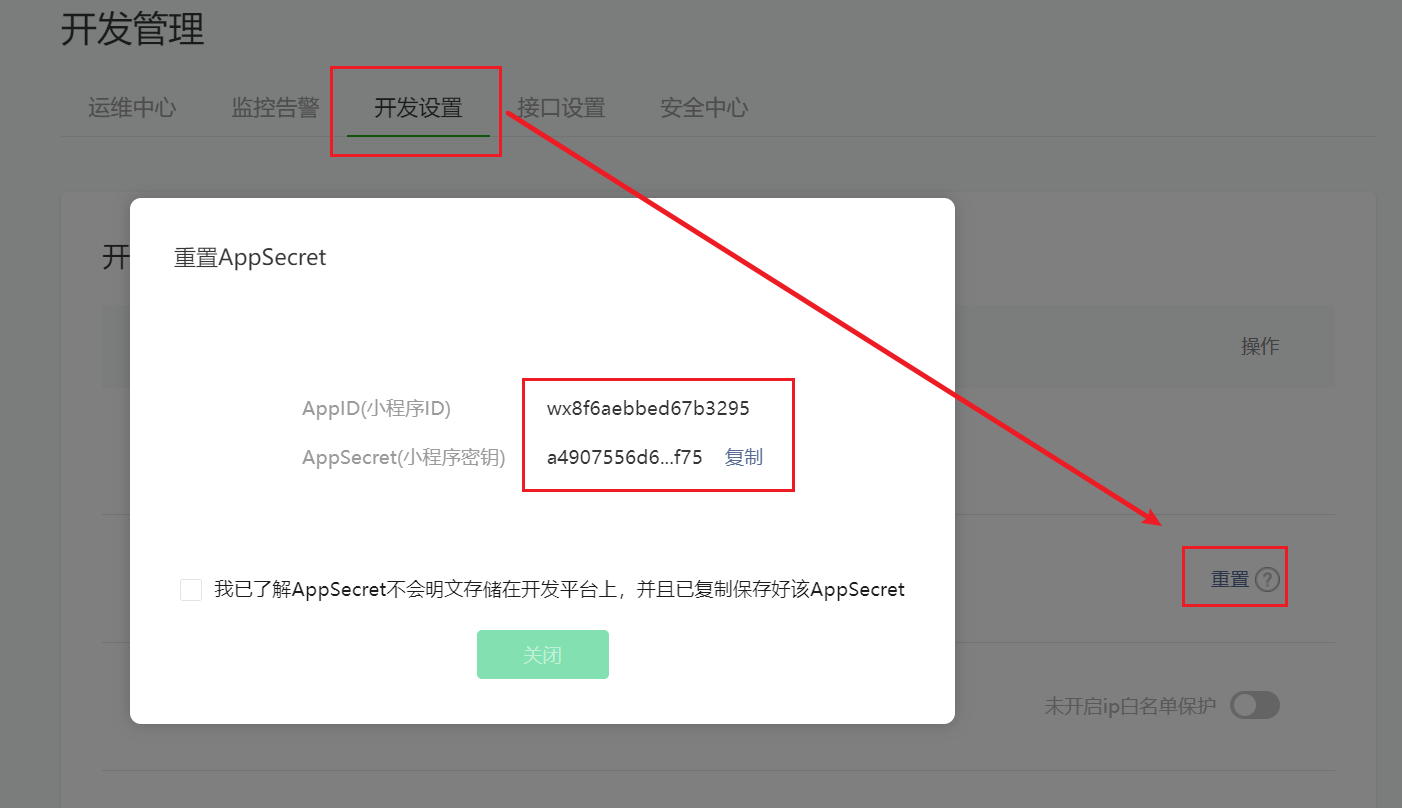 开发管理
运维中心 监控告警 开发设置 接口设置 安全中心
开
重置AppSecret
操作
AppID(小程序ID) wx8f6aebbed67b3295
AppSecret(小程序密钥) a4907556d6...f75 复制
重置 ?
我已了解AppSecret不会明文存储在开发平台上，并且已复制保存好该AppSecret
关闭
未开启ip白名单保护